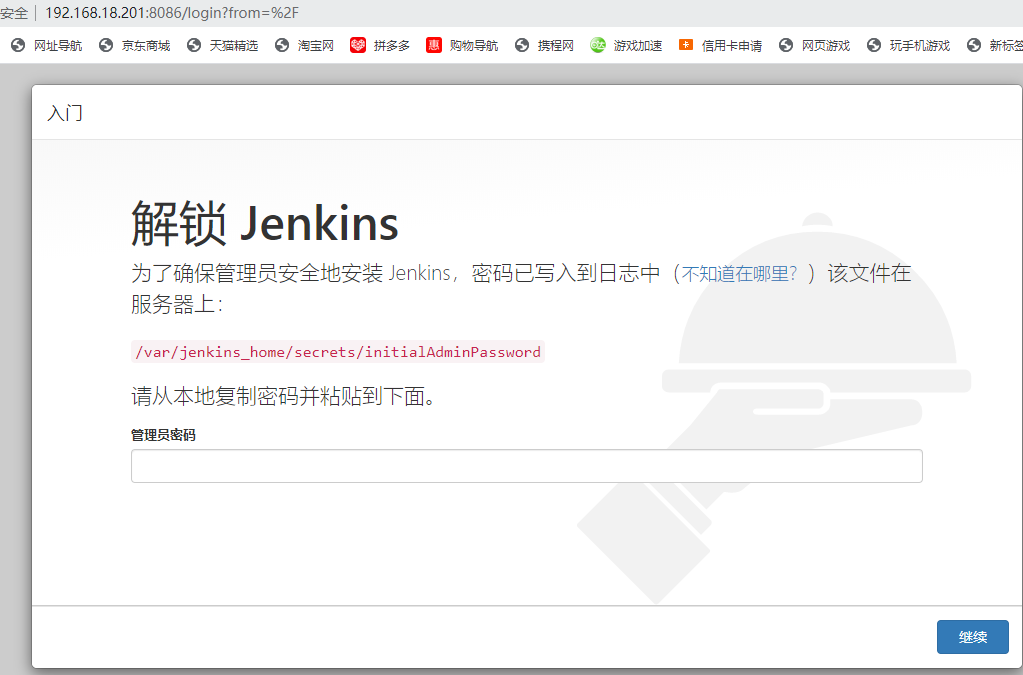 安全 | 192.168.18.201:8086/login?from=%2F
网址导航 京东商城 天猫精选 淘宝网 拼多多 惠 购物导航 携程网 游戏加速 信用卡申请 网页游戏 玩手机游戏 新标签
入门
解锁 Jenkins
为了确保管理员安全地安装 Jenkins，密码已写入到日志中（不知道在哪里？）该文件在
服务器上：
/var/jenkins_home/secrets/initialAdminPassword
请从本地复制密码并粘贴到下面。
管理员密码
继续